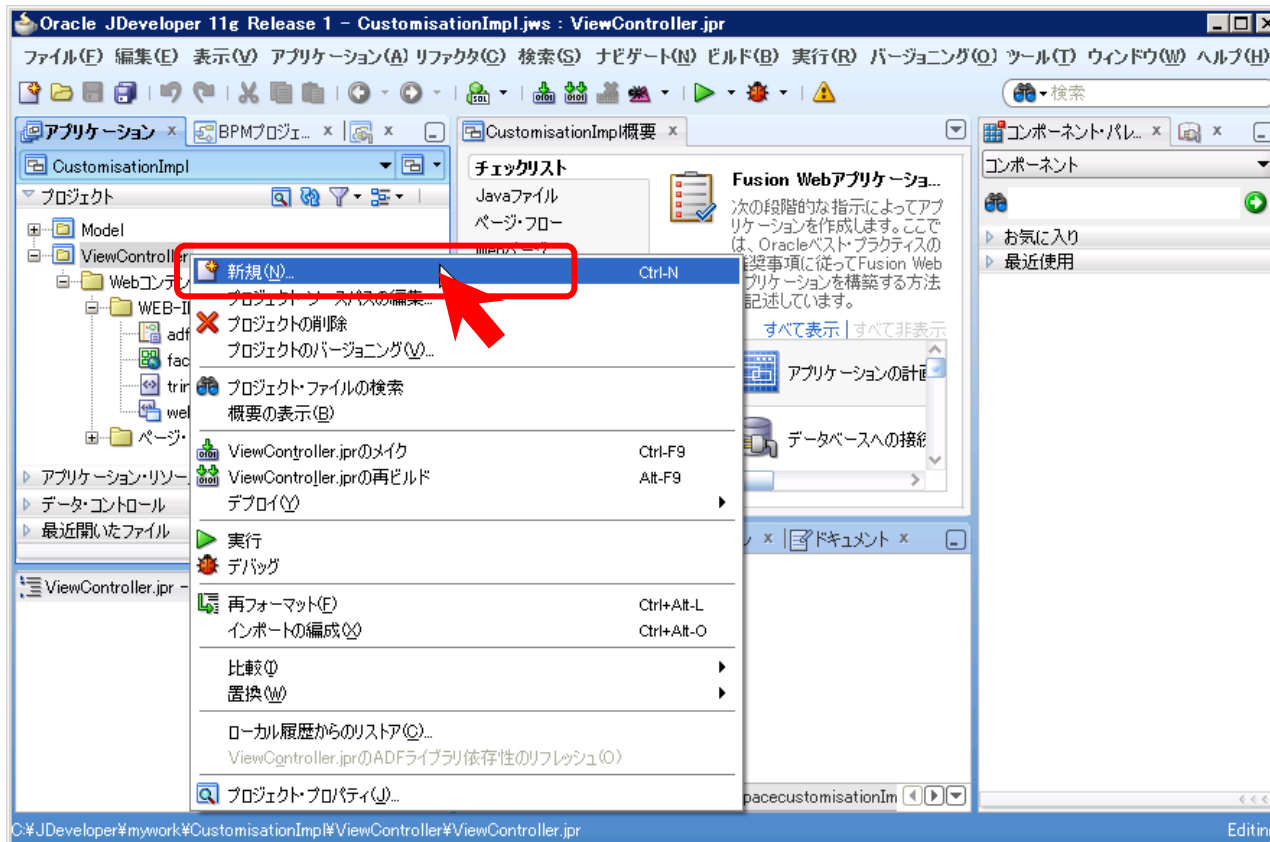 Oracle JDeveloper 11g Release 1 - CustomisationImpl.jws : ViewController.jpr
ファイル(F) 編集(E) 表示(V) アプリケーション(A) リファクタ(C) 検索(S) ナビゲート(N) ビルド(B) 実行(R) バージョニング(O) ツール(T) ウィンドウ(W) ヘルプ(H)
検索
アプリケーション
BPMプロジェ...
CustomisationImpl概要
コンポーネント・パレ...
CustomisationImpl
プロジェクト
Model
ViewController
Webコンテン
WEB-I
adf
fac
trin
wel
ページ・
アプリケーション・リソー
データ・コントロール
最近開いたファイル
ViewController.jpr -
チェックリスト
Javaファイル
ページ・フロー
Webページ
Fusion Webアプリケーショ...
次の段階的な指示によってアプ
リケーションを作成します。ここで
は、Oracleベスト・プラクティスの
奨事項に従ってFusion Web
プリケーションを構築する方法
記述しています。
すべて表示 | すべて非表示
アプリケーションの計画
データベースへの接続
コンポーネント
お気に入り
最近使用
新規(N)... Ctrl-N
プロジェクト・ソースパスの編集...
プロジェクトの削除
プロジェクトのバージョニング(V)...
プロジェクト・ファイルの検索
概要の表示(B)
ViewController.jprのメイク Ctrl-F9
ViewController.jprの再ビルド Alt-F9
デプロイ(Y)
実行
デバッグ
再フォーマット(F) Ctrl+Alt-L
インポートの編成(X) Ctrl+Alt-O
比較(I)
置換(W)
ローカル履歴からのリストア(C)...
ViewController.jprのADFライブラリ依存性のリフレッシュ(O)
プロジェクト・プロパティ(J)...
ドキュメント
pacecustomisationIm
C:¥JDeveloper¥mywork¥CustomisationImpl¥ViewController¥ViewController.jpr
Editin